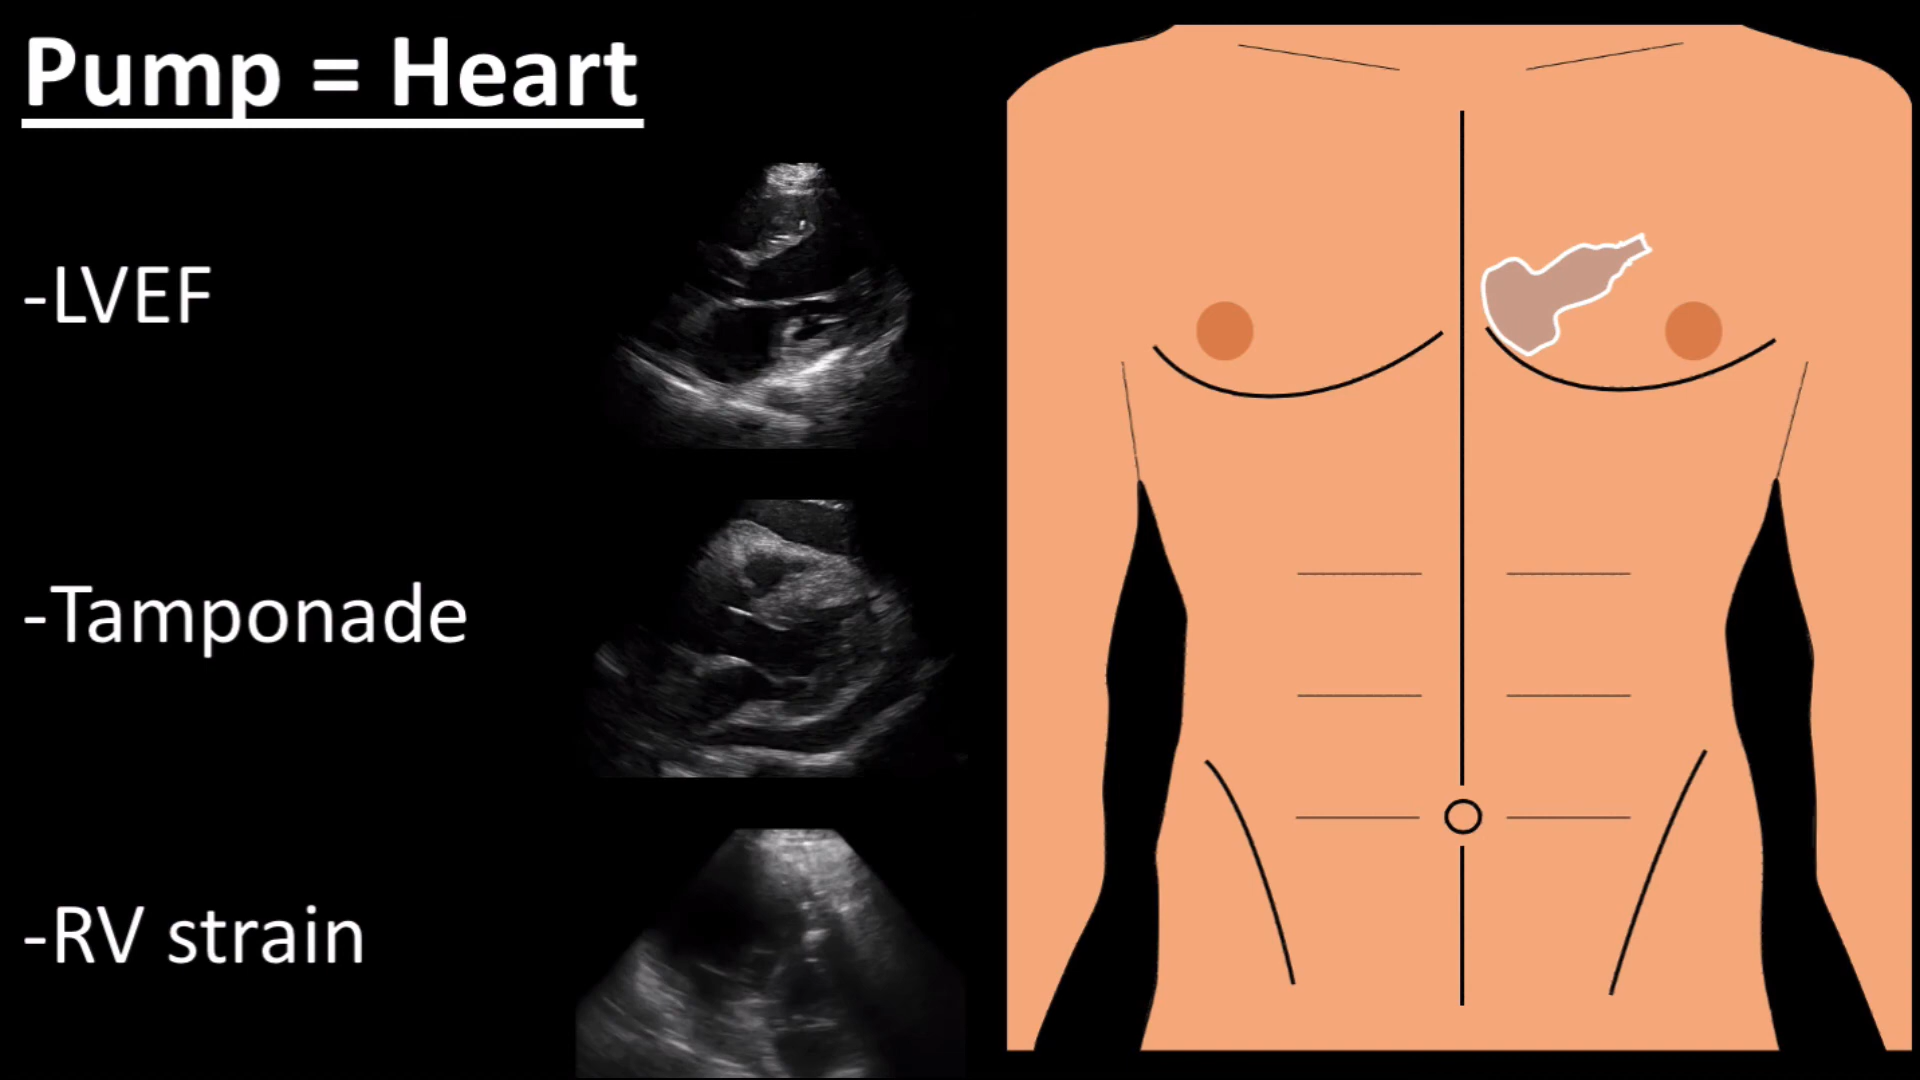 Pump = Heart
-LVEF
-Tamponade
-RV strain